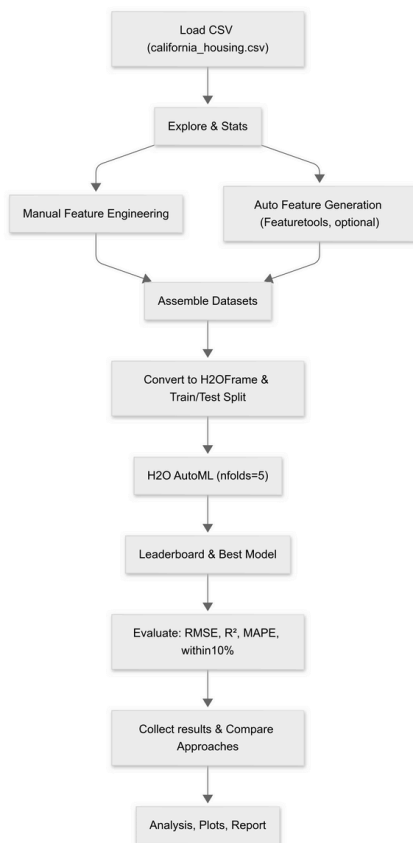 Load CSV
(california_housing.csv)
Explore & Stats
Manual Feature Engineering
Auto Feature Generation
(Featuretools, optional)
Assemble Datasets
Convert to H2OFrame &
Train/Test Split
H2O AutoML (nfolds=5)
Leaderboard & Best Model
Evaluate: RMSE, R², MAPE,
within10%
Collect results & Compare
Approaches
Analysis, Plots, Report